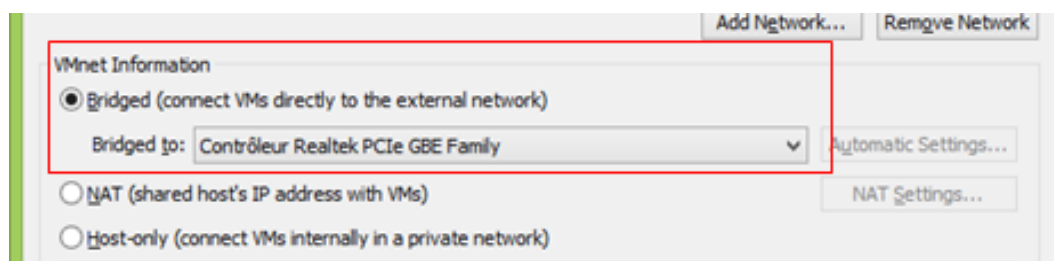 Add Network... Remove Network
VMnet Information
Bridged (connect VMs directly to the external network)
Bridged to: Contrôleur Realtek PCIe GBE Family Automatic Settings...
NAT (shared host's IP address with VMs) NAT Settings...
Host-only (connect VMs internally in a private network)